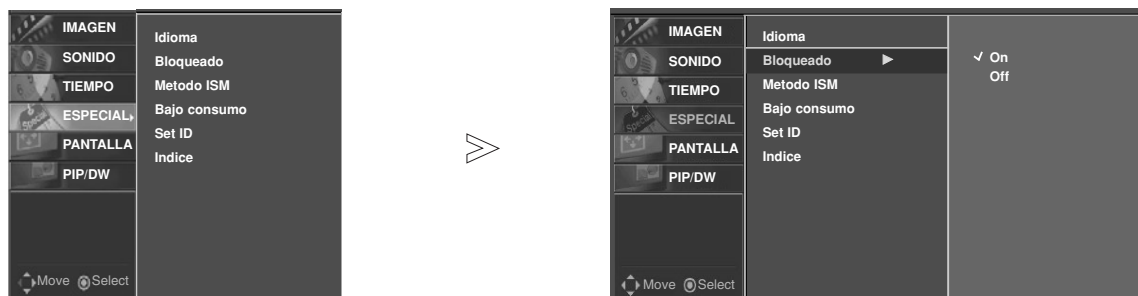 IMAGEN
SONIDO
TIEMPO
ESPECIAL
PANTALLA
PIP/DW
Move Select
Idioma
Bloqueado
Metodo ISM
Bajo consumo
Set ID
Indice
IMAGEN
SONIDO
TIEMPO
ESPECIAL
PANTALLA
PIP/DW
Move Select
Idioma
Bloqueado
Metodo ISM
Bajo consumo
Set ID
Indice
On
Off